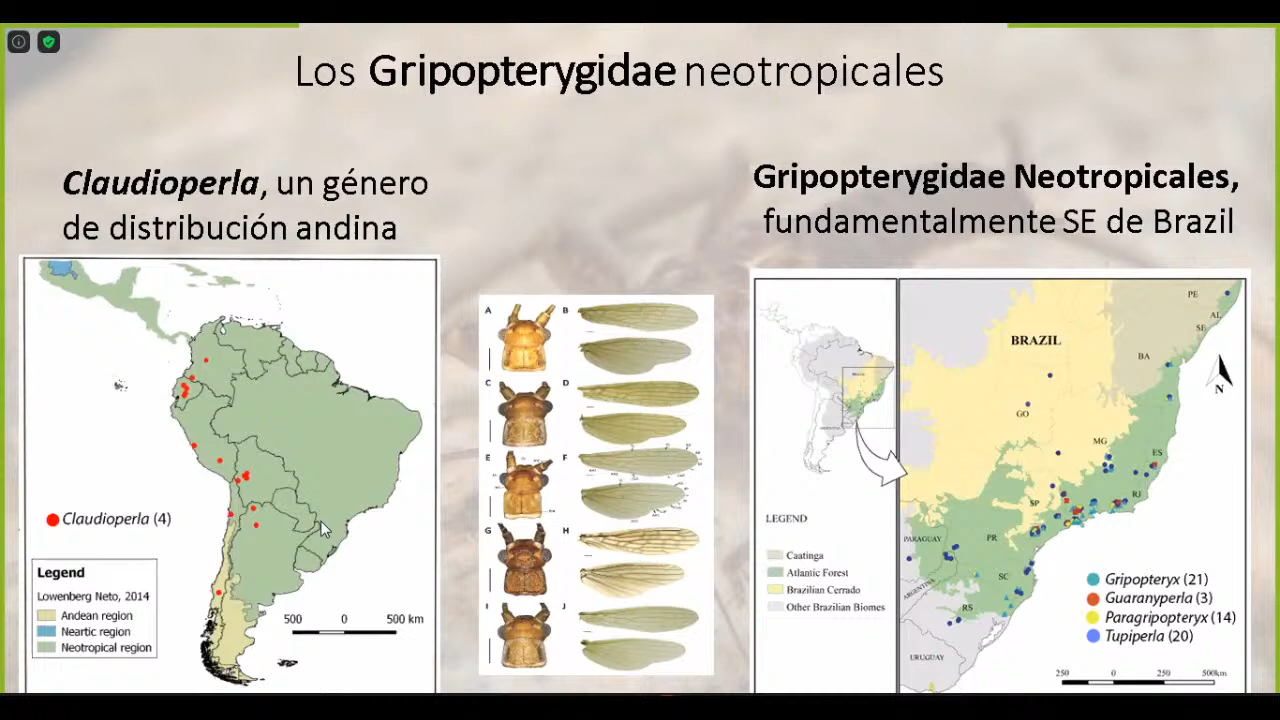 Los Gripopterygidae neotropicales
Claudioperla, un género
de distribución andina
Gripopterygidae Neotropicales,
fundamentalmente SE de Brazil
Claudioperla (4)
Legend
Lowenberg Neto, 2014
Andean region
Neartic region
Neotropical region
500 0 500 km
A B
C D
E F
G H
I J
BRAZIL
PE
AL
SE
BA
N
GO
MG
ES
SP
RJ
PARAGUAY
PR
ARGENTINA
SC
RS
URUGUAY
LEGEND
Caatinga
Atlantic Forest
Brazilian Cerrado
Other Brazilian Biomes
Gripopteryx (21)
Guaranyperla (3)
Paragripopteryx (14)
Tupiperla (20)
250 0 250 500km